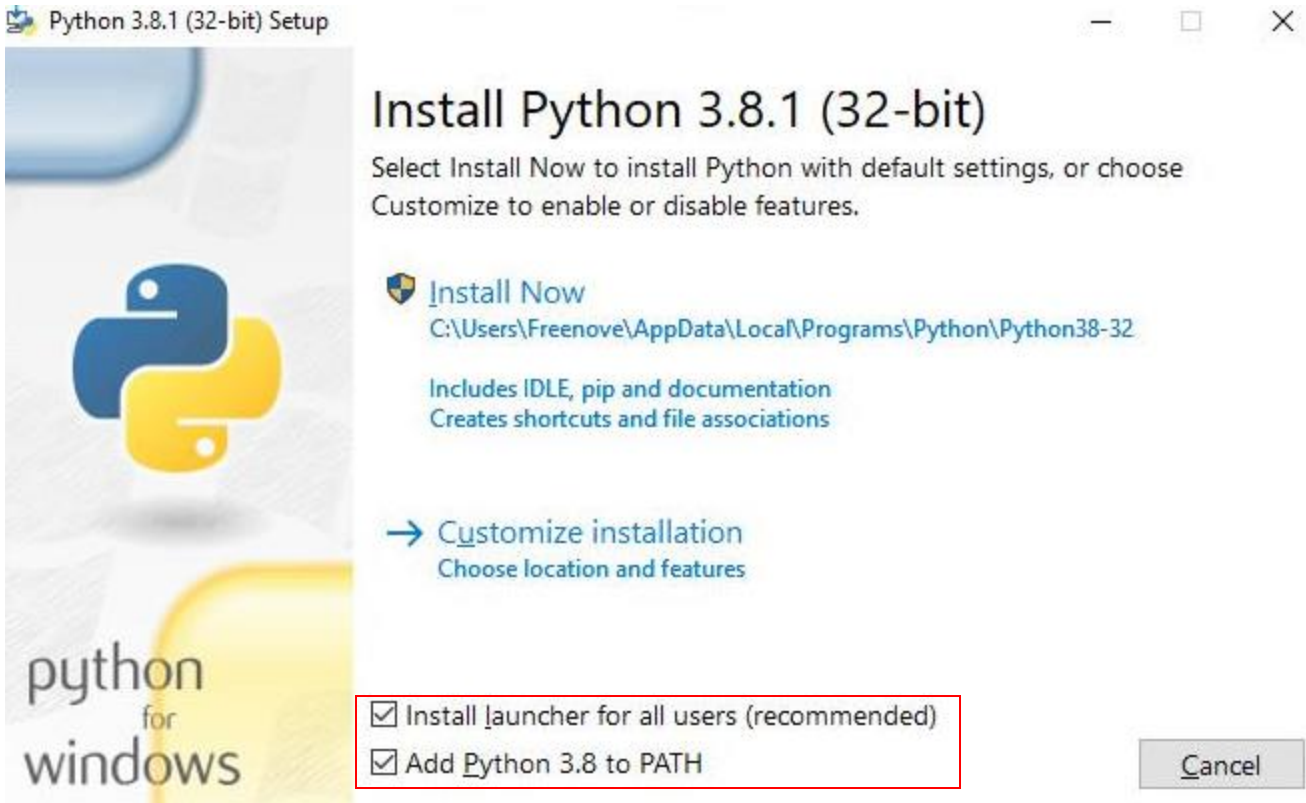 Python 3.8.1 (32-bit) Setup
Install Python 3.8.1 (32-bit)
Select Install Now to install Python with default settings, or choose
Customize to enable or disable features.
Install Now
C:\Users\Freenove\AppData\Local\Programs\Python\Python38-32
Includes IDLE, pip and documentation
Creates shortcuts and file associations
Customize installation
Choose location and features
python
for
windows
Install launcher for all users (recommended)
Add Python 3.8 to PATH
Cancel